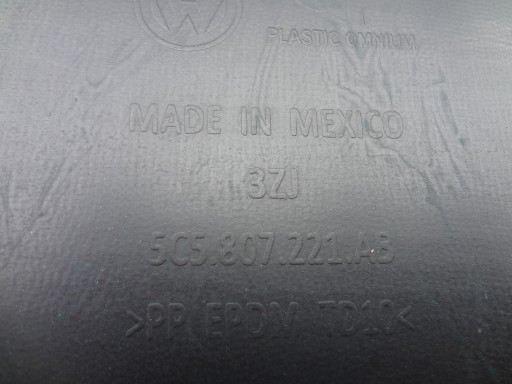 PLASTIC OMNIUM
MADE IN MEXICO
3ZJ
5C5.807.221.AB
>PP EPDM TD10<